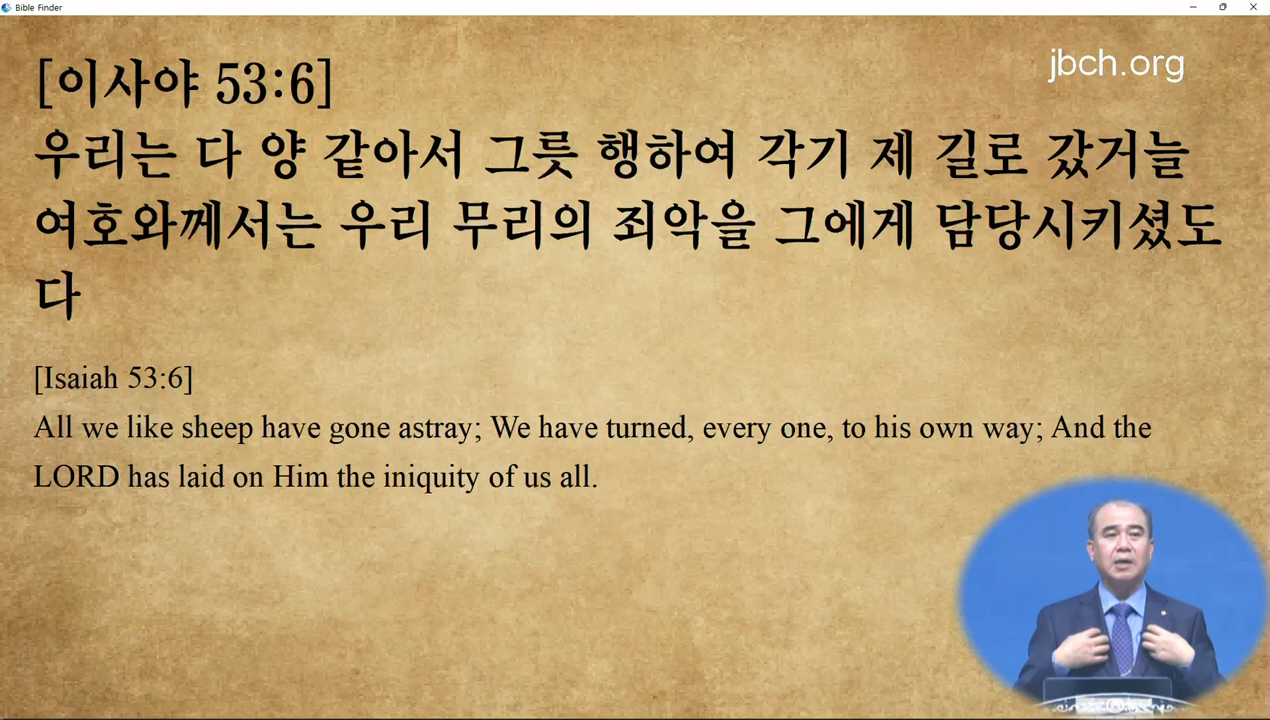 Bible Finder
jbch.org
[이사야 53:6]
우리는 다 양 같아서 그릇 행하여 각기 제 길로 갔거늘
여호와께서는 우리 무리의 죄악을 그에게 담당시키셨도
다
[Isaiah 53:6]
All we like sheep have gone astray; We have turned, every one, to his own way; And the
LORD has laid on Him the iniquity of us all.